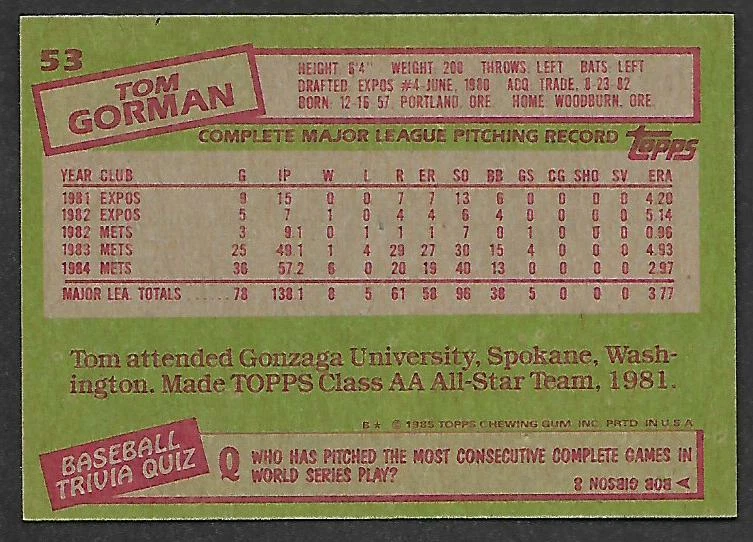 53
TOM
GORMAN
HEIGHT 6'4" WEIGHT 200 THROWS: LEFT BATS: LEFT
DRAFTED: EXPOS #4-JUNE, 1980 ACQ: TRADE, 8-23-82
BORN: 12-16-57, PORTLAND, ORE. HOME: WOODBURN, ORE.
COMPLETE MAJOR LEAGUE PITCHING RECORD
Topps
YEAR CLUB G IP W L R ER SO BB GS CG SHO SV ERA
1981 EXPOS 9 15 0 0 7 7 13 6 0 0 0 0 4.20
1982 EXPOS 5 7 1 0 4 4 6 4 0 0 0 0 5.14
1982 METS 3 9.1 0 1 1 1 7 0 1 0 0 0 0.96
1983 METS 25 49.1 1 4 29 27 30 15 4 0 0 0 4.93
1984 METS 36 57.2 6 0 20 19 40 13 0 0 0 0 2.97
MAJOR LEA. TOTALS ...... 78 138.1 8 5 61 58 96 38 5 0 0 0 3.77
Tom attended Gonzaga University, Spokane, Wash-
ington. Made TOPPS Class AA All-Star Team, 1981.
B★ © 1985 TOPPS CHEWING GUM, INC. PRTD. IN U.S.A.
BASEBALL
TRIVIA QUIZ
Q WHO HAS PITCHED THE MOST CONSECUTIVE COMPLETE GAMES IN
WORLD SERIES PLAY?
A BOB GIBSON 8